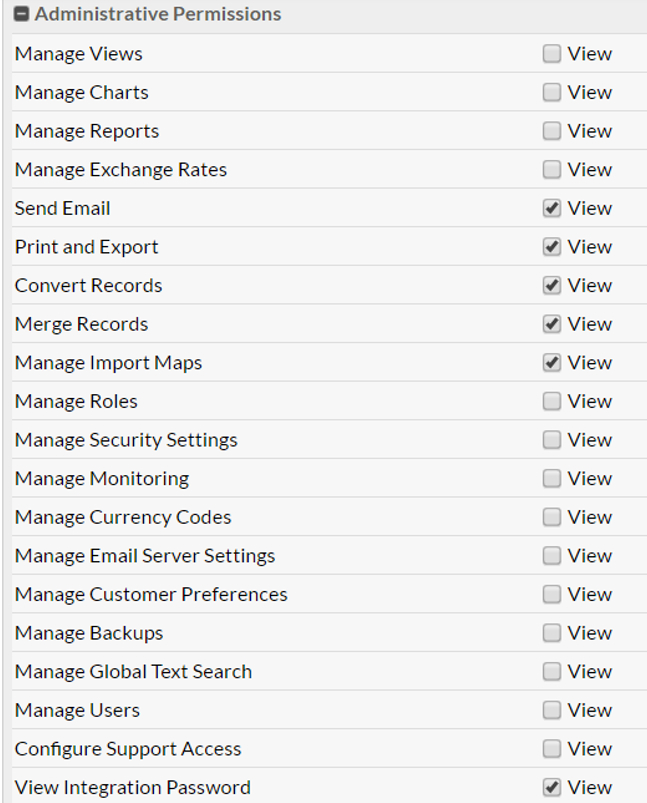 Administrative Permissions
Manage Views View
Manage Charts View
Manage Reports View
Manage Exchange Rates View
Send Email View
Print and Export View
Convert Records View
Merge Records View
Manage Import Maps View
Manage Roles View
Manage Security Settings View
Manage Monitoring View
Manage Currency Codes View
Manage Email Server Settings View
Manage Customer Preferences View
Manage Backups View
Manage Global Text Search View
Manage Users View
Configure Support Access View
View Integration Password View